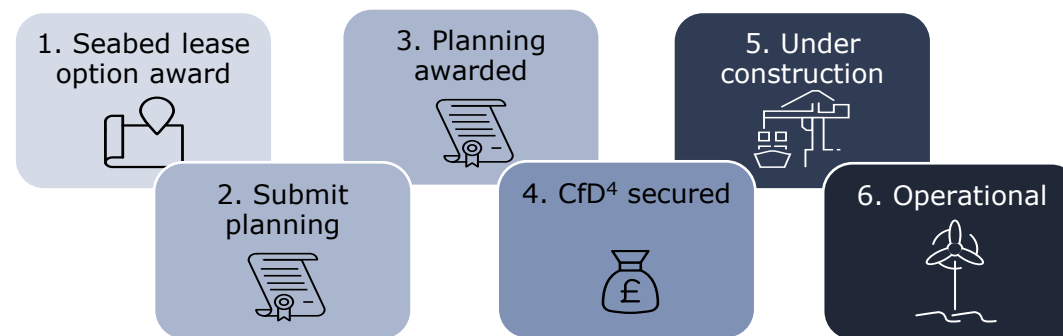 1. Seabed lease
option award
2. Submit
planning
3. Planning
awarded
4. CfD⁴ secured
£
5. Under
construction
6. Operational